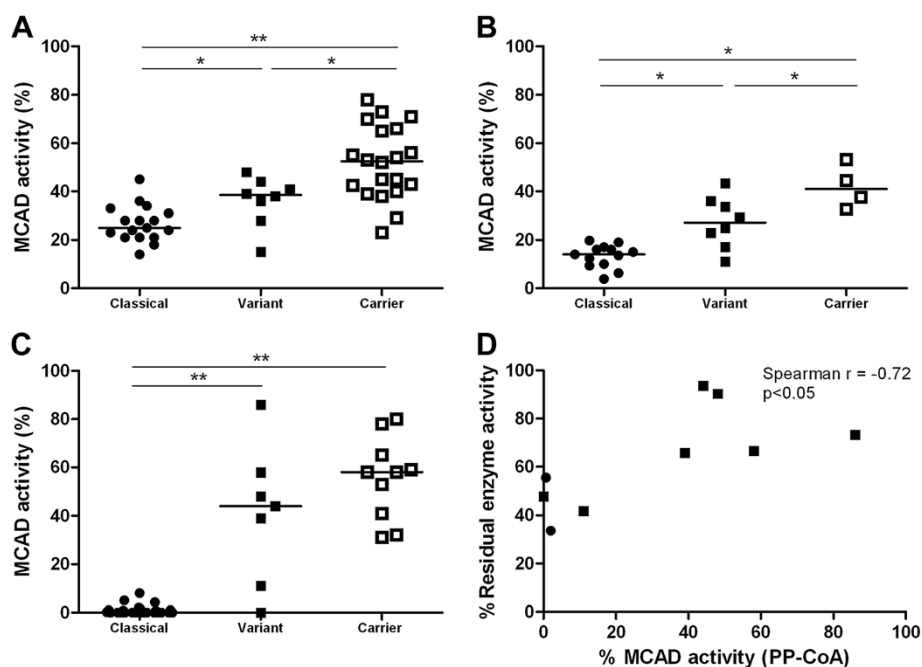 A
**
*
*
MCAD activity (%)
100
80
60
40
20
0
Classical
Variant
Carrier
B
*
*
*
MCAD activity (%)
100
80
60
40
20
0
Classical
Variant
Carrier
C
**
**
MCAD activity (%)
100
80
60
40
20
0
Classical
Variant
Carrier
D
Spearman r = -0.72
p<0.05
% Residual enzyme activity
100
80
60
40
20
0
0 20 40 60 80 100
% MCAD activity (PP-CoA)